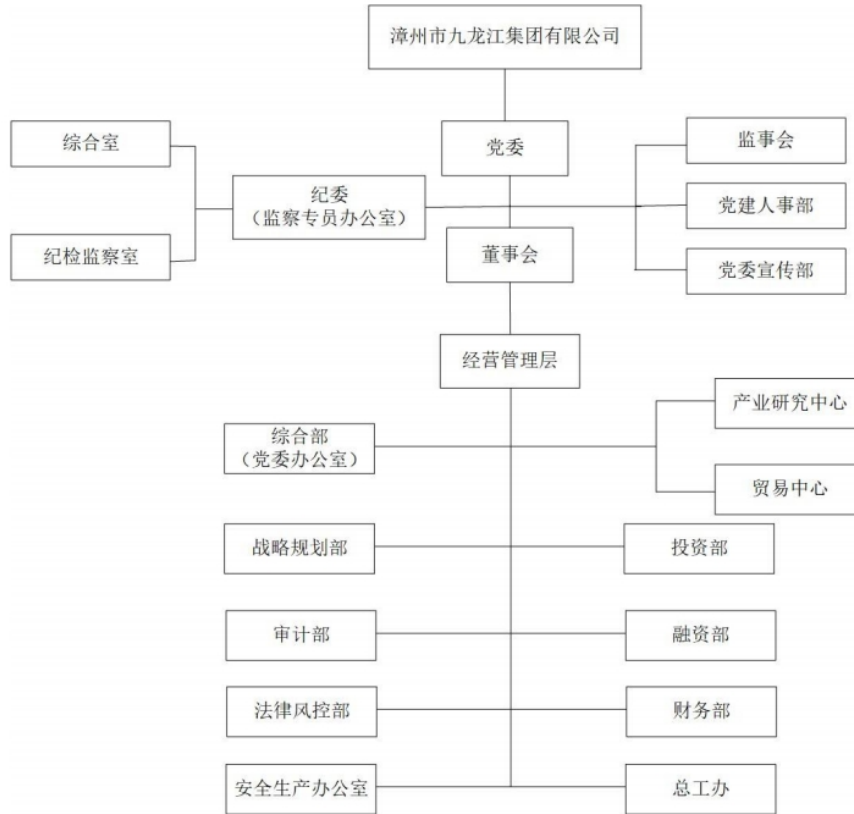 漳州市九龙江集团有限公司
党委
综合室
监事会
纪委
（监察专员办公室）
党建人事部
纪检监察室
董事会
党委宣传部
经营管理层
产业研究中心
综合部
（党委办公室）
贸易中心
战略规划部
投资部
审计部
融资部
法律风控部
财务部
安全生产办公室
总工办